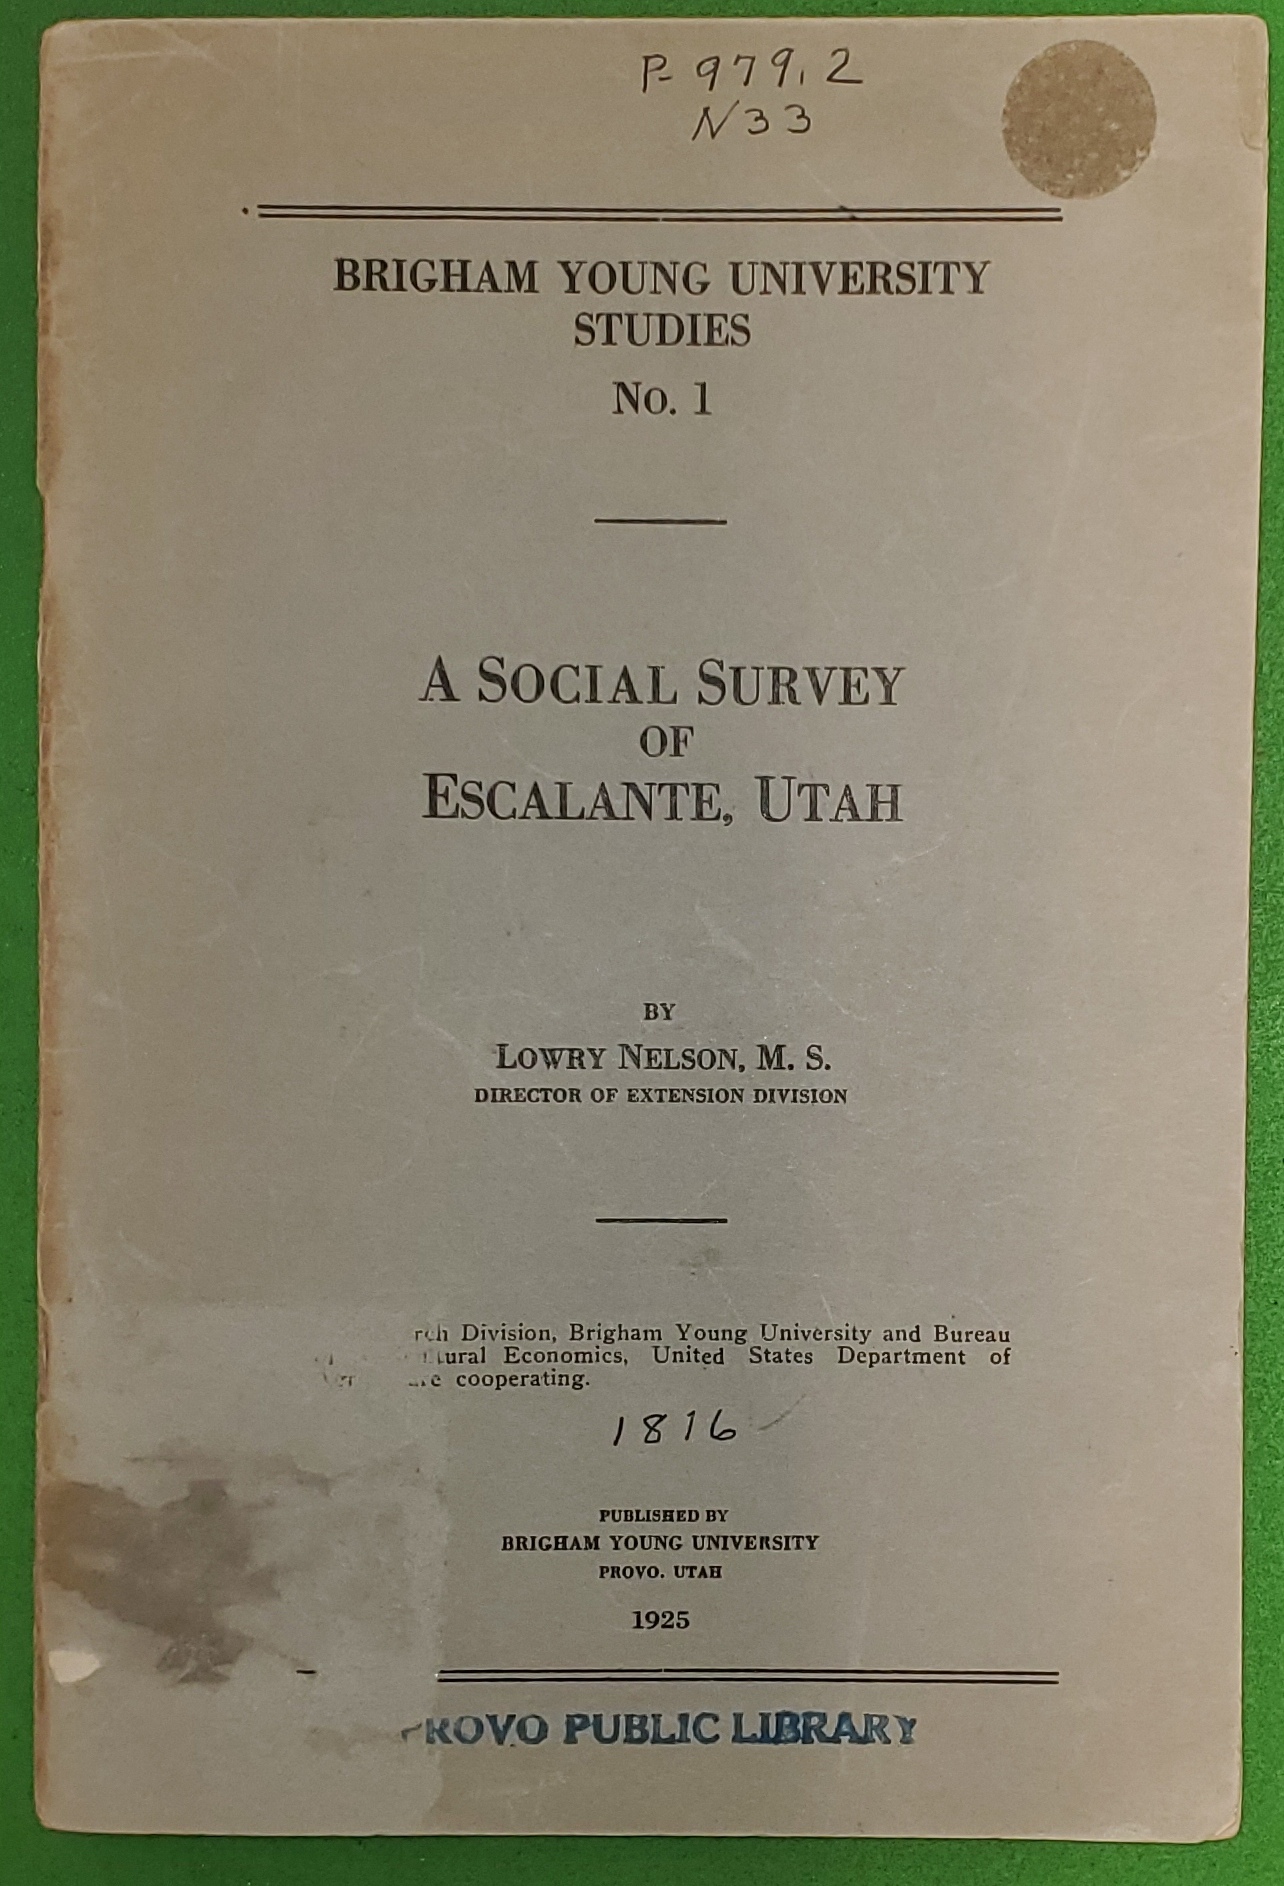 P-979.2
N33
BRIGHAM YOUNG UNIVERSITY
STUDIES
No. 1
A SOCIAL SURVEY
OF
ESCALANTE, UTAH
BY
LOWRY NELSON, M. S.
DIRECTOR OF EXTENSION DIVISION
Division, Brigham Young University and Bureau
Economics, United States Department of
cooperating.
1816
PUBLISHED BY
BRIGHAM YOUNG UNIVERSITY
PROVO. UTAH
1925
PROVO PUBLIC LIBRARY